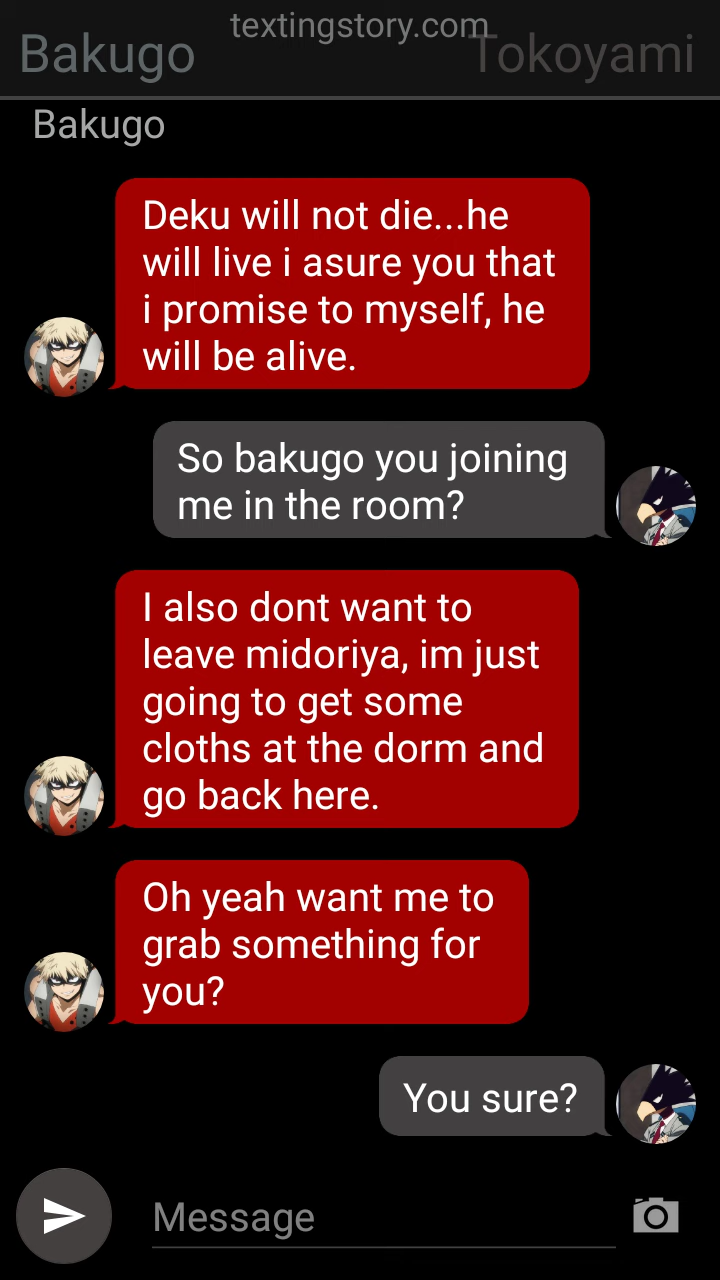 textingstory.com
Bakugo Tokoyami
Bakugo
Deku will not die...he
will live i asure you that
i promise to myself, he
will be alive.
So bakugo you joining
me in the room?
I also dont want to
leave midoriya, im just
going to get some
cloths at the dorm and
go back here.
Oh yeah want me to
grab something for
you?
You sure?
Message